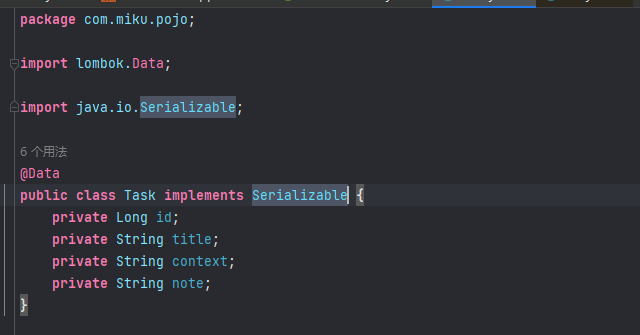 package com.miku.pojo;
import lombok.Data;
import java.io.Serializable;
6 个用法
@Data
public class Task implements Serializable {
    private Long id;
    private String title;
    private String context;
    private String note;
}